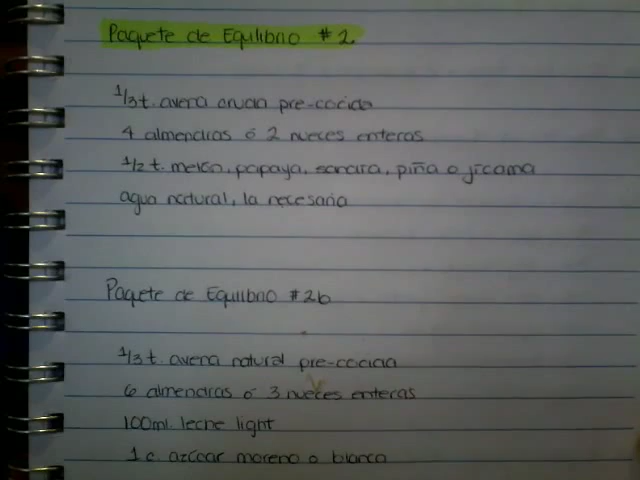 Paquete de Equilibrio #2
1/3 t. avena cruda pre-cocida
4 almendras ó 2 nueces enteras
1/2 t. melón, papaya, sandira, piña o jícama
agua natural, la necesaria
Paquete de Equilibrio #2b
1/3 t. avena natural pre-cocida
6 almendras ó 3 nueces enteras
100ml. leche light
1 c. azúcar moreno o blanca